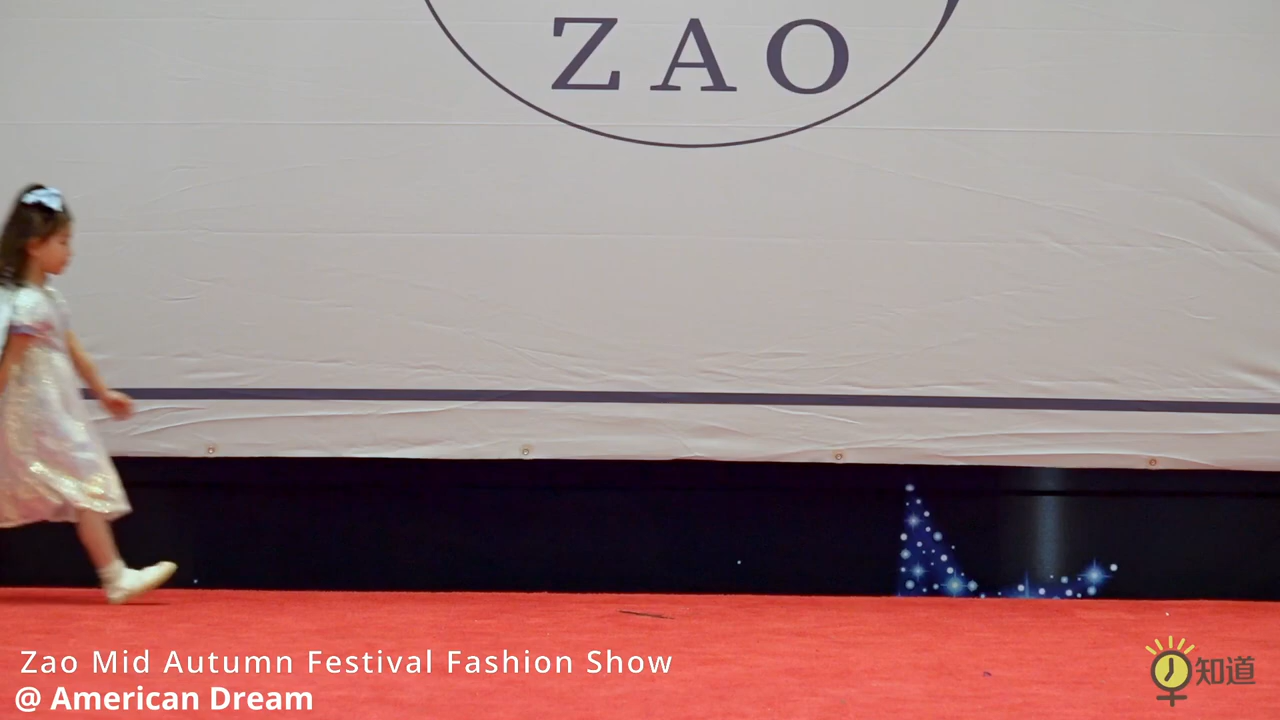 ZAO
Zao Mid Autumn Festival Fashion Show
@ American Dream
知道